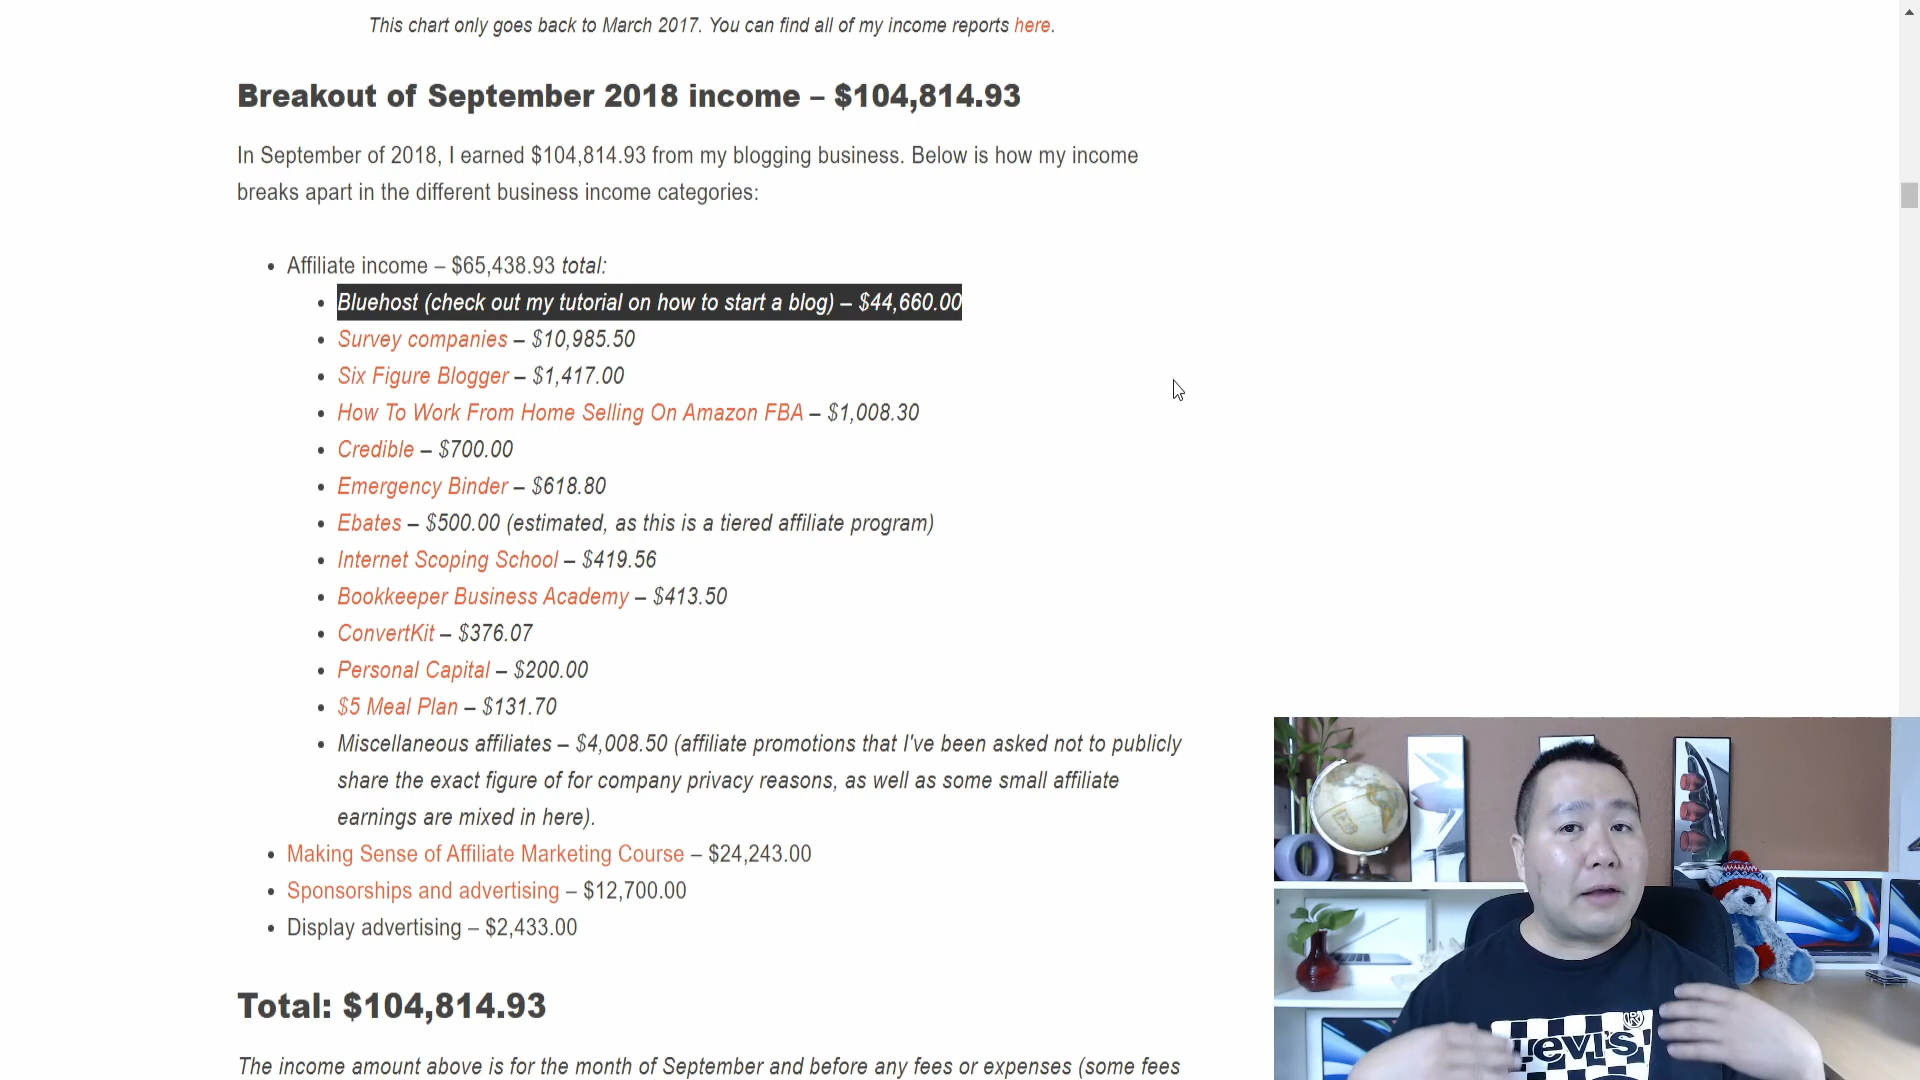 This chart only goes back to March 2017. You can find all of my income reports here.
Breakout of September 2018 income – $104,814.93
In September of 2018, I earned $104,814.93 from my blogging business. Below is how my income
breaks apart in the different business income categories:
• Affiliate income – $65,438.93 total:
• Bluehost (check out my tutorial on how to start a blog) – $44,660.00
• Survey companies – $10,985.50
• Six Figure Blogger – $1,417.00
• How To Work From Home Selling On Amazon FBA – $1,008.30
• Credible – $700.00
• Emergency Binder – $618.80
• Ebates – $500.00 (estimated, as this is a tiered affiliate program)
• Internet Scoping School – $419.56
• Bookkeeper Business Academy – $413.50
• ConvertKit – $376.07
• Personal Capital – $200.00
• $5 Meal Plan – $131.70
• Miscellaneous affiliates – $4,008.50 (affiliate promotions that I've been asked not to publicly
share the exact figure of for company privacy reasons, as well as some small affiliate
earnings are mixed in here).
• Making Sense of Affiliate Marketing Course – $24,243.00
• Sponsorships and advertising – $12,700.00
• Display advertising – $2,433.00
Total: $104,814.93
The income amount above is for the month of September and before any fees or expenses (some fees
Levi's ®